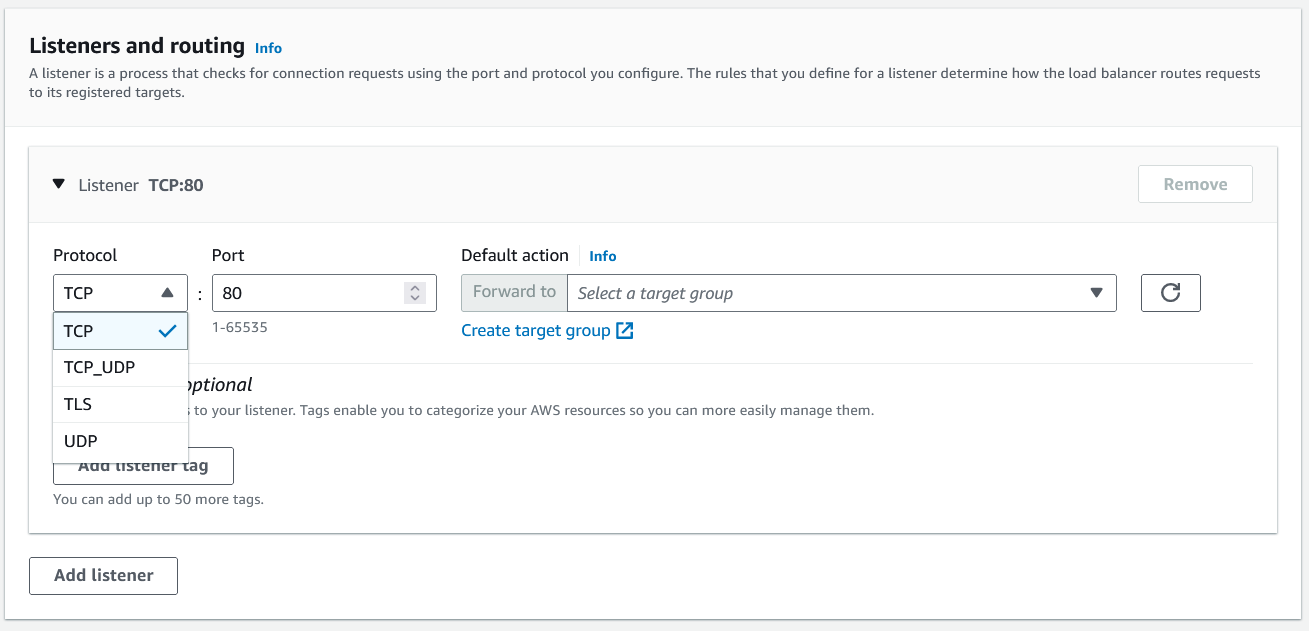 Listeners and routing Info
A listener is a process that checks for connection requests using the port and protocol you configure. The rules that you define for a listener determine how the load balancer routes requests
to its registered targets.
Listener TCP:80
Remove
Protocol
Port
Default action
Info
TCP
:
80
Forward to
Select a target group
1-65535
Create target group
TCP
TCP_UDP
TLS
UDP
optional
to your listener. Tags enable you to categorize your AWS resources so you can more easily manage them.
Add listener tag
You can add up to 50 more tags.
Add listener